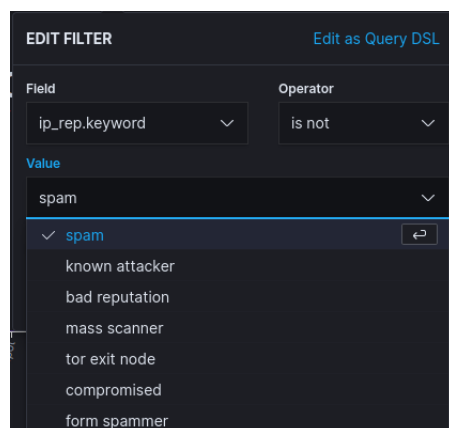 EDIT FILTER Edit as Query DSL
Field Operator
ip_rep.keyword is not
Value
spam
spam
known attacker
bad reputation
mass scanner
tor exit node
compromised
form spammer